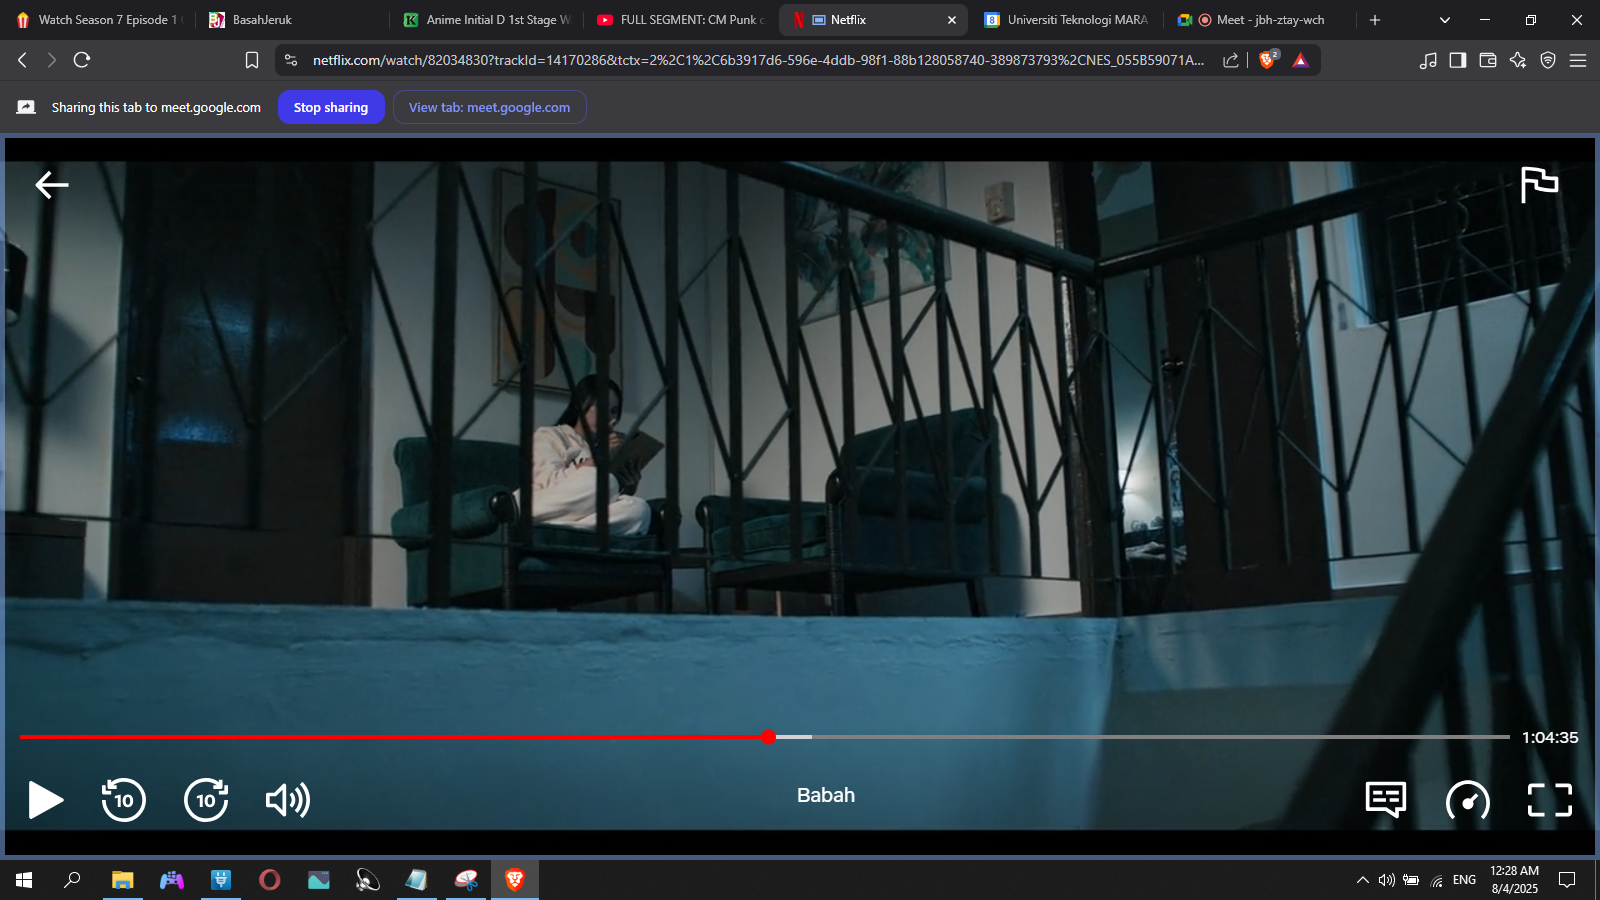 Watch Season 7 Episode 1
BasahJeruk
Anime Initial D 1st Stage W
FULL SEGMENT: CM Punk c
Netflix
8
Universiti Teknologi MARA
Meet - jbh-ztay-wch
netflix.com/watch/82034830?trackId=14170286&tctx=2%2C1%2C6b3917d6-596e-4ddb-98f1-88b128058740-389873793%2CNES_055B59071A...
2
Sharing this tab to meet.google.com
Stop sharing
View tab: meet.google.com
1:04:35
10
10
Babah
ENG
12:28 AM
8/4/2025